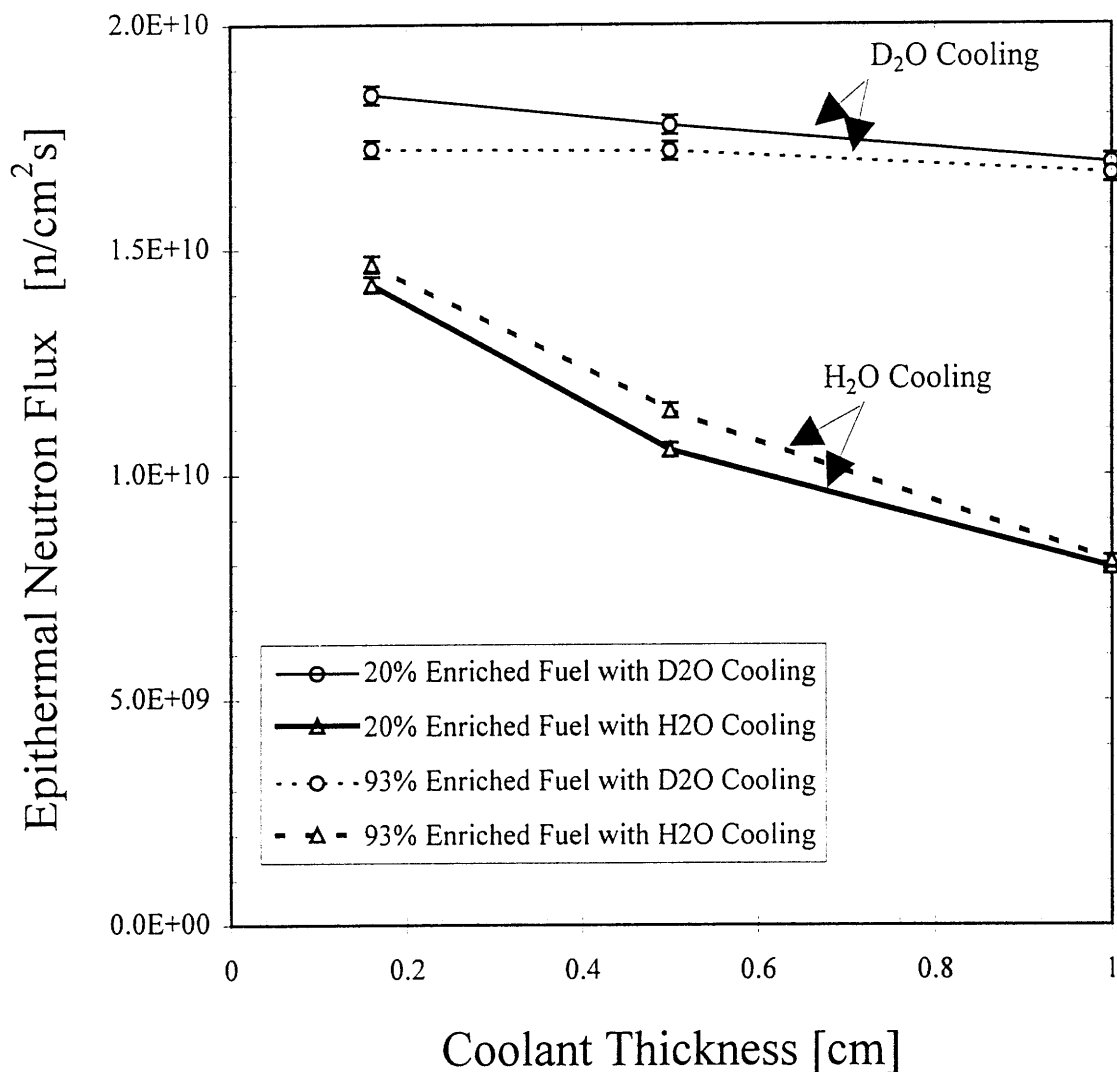 2.0E+10
D₂O Cooling
1.5E+10
H₂O Cooling
1.0E+10
20% Enriched Fuel with D2O Cooling
5.0E+09
20% Enriched Fuel with H2O Cooling
93% Enriched Fuel with D2O Cooling
93% Enriched Fuel with H2O Cooling
0.0E+00
0 0.2 0.4 0.6 0.8 1
Coolant Thickness [cm]
Epithermal Neutron Flux [n/cm²s]